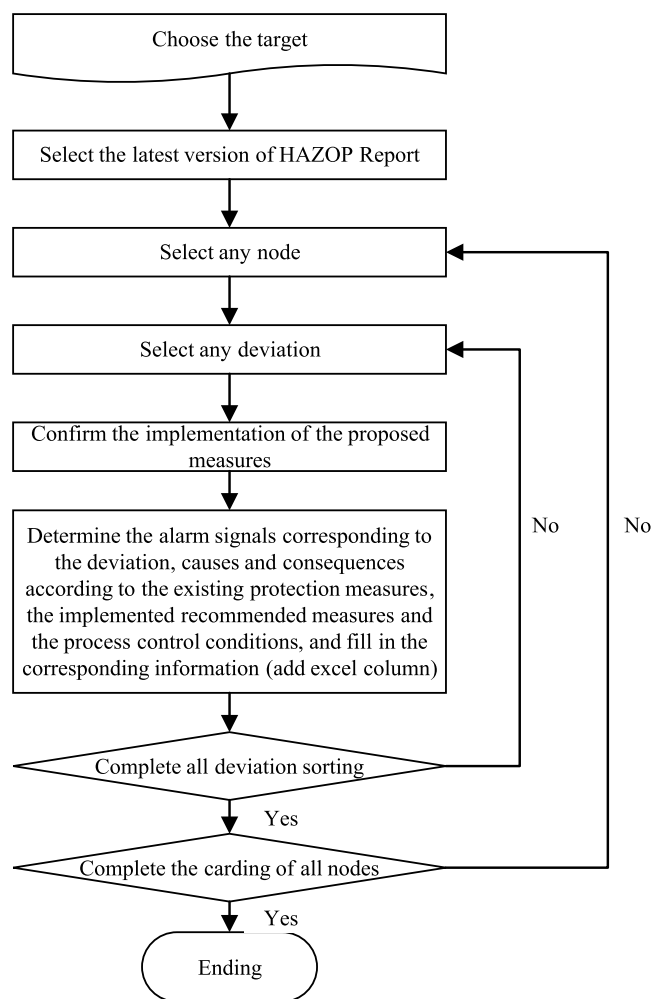 Choose the target
Select the latest version of HAZOP Report
Select any node
Select any deviation
Confirm the implementation of the proposed
measures
Determine the alarm signals corresponding to
the deviation, causes and consequences
according to the existing protection measures,
the implemented recommended measures and
the process control conditions, and fill in the
corresponding information (add excel column)
No
No
Complete all deviation sorting
Yes
Complete the carding of all nodes
Yes
Ending